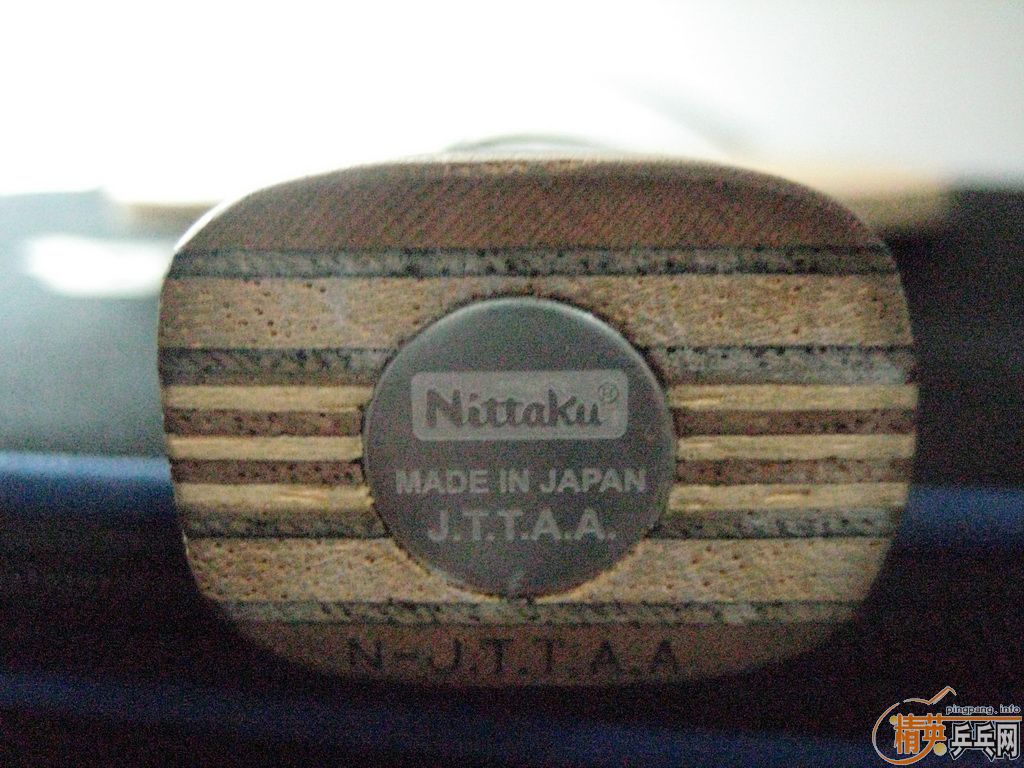 Nittaku®
MADE IN JAPAN
J.T.T.A.A.
N-J.T.T.A.A
pingpang.info
精英乒乓网